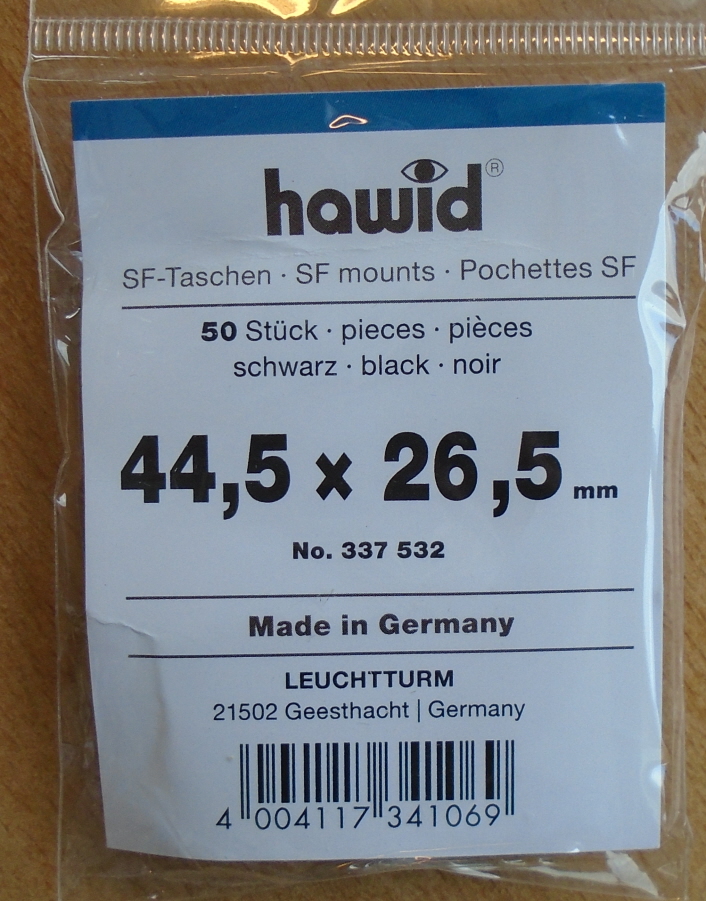 hawid®
SF-Taschen · SF mounts · Pochettes SF
50 Stück · pieces · pièces
schwarz · black · noir
44,5 x 26,5 mm
No. 337 532
Made in Germany
LEUCHTTURM
21502 Geesthacht | Germany
4 004117 341069